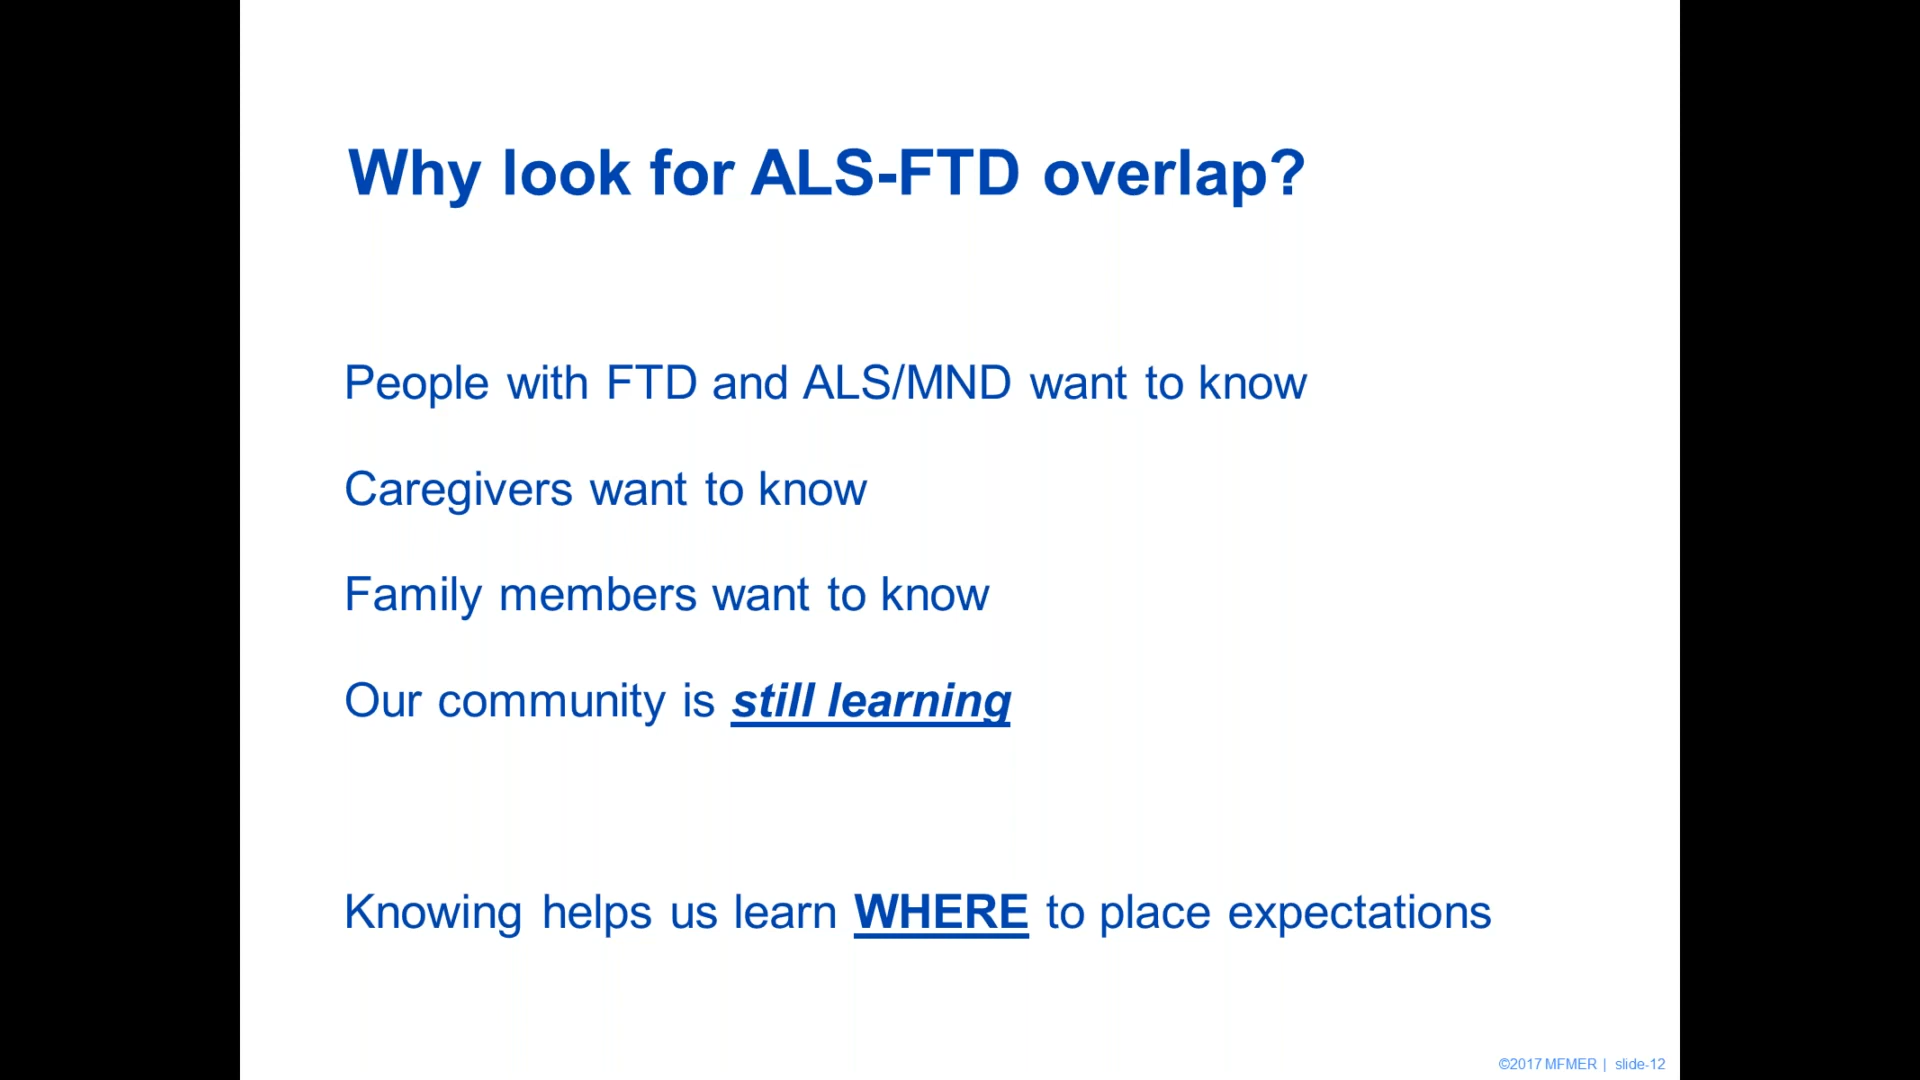 Why look for ALS-FTD overlap?
People with FTD and ALS/MND want to know
Caregivers want to know
Family members want to know
Our community is still learning
Knowing helps us learn WHERE to place expectations
©2017 MFMER | slide-12